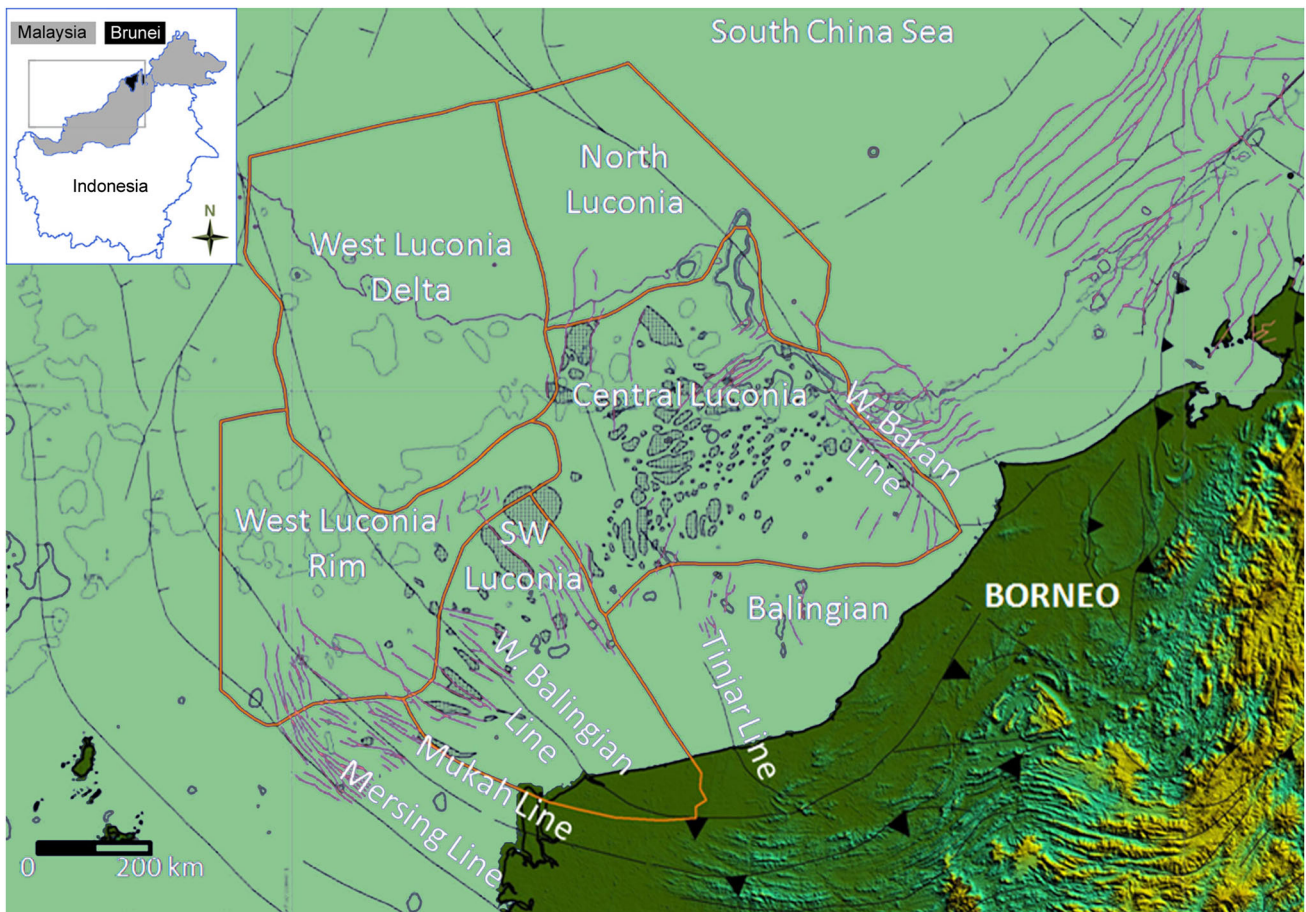 Malaysia Brunei
Indonesia
N
South China Sea
North
Luconia
West Luconia
Delta
Central Luconia
W. Baram
Line
West Luconia
Rim
SW
Luconia
Balingian
BORNEO
W. Balingian
Line
Tinjar Line
Mukah Line
Mersing Line
0 200 km